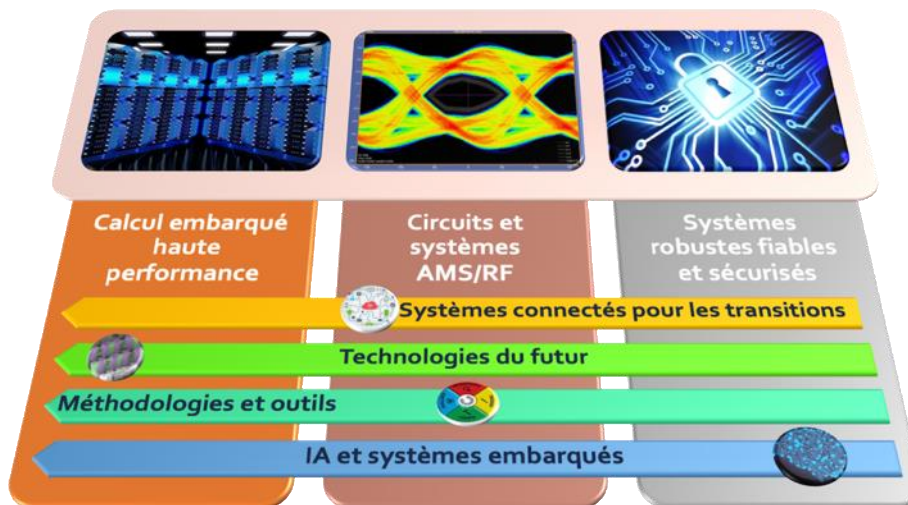 Calcul embarqué
haute
performance
Circuits et
systèmes
AMS/RF
Systèmes
robustes fiables
et sécurisés
Systèmes connectés pour les transitions
Technologies du futur
Méthodologies et outils
IA et systèmes embarqués